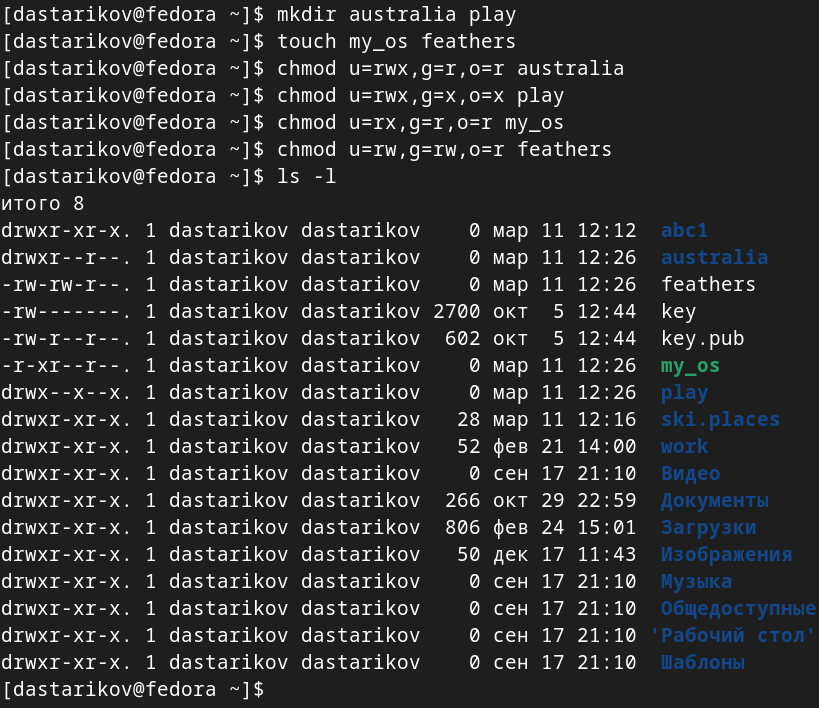 [dastarikov@fedora ~]$ mkdir australia play
[dastarikov@fedora ~]$ touch my_os feathers
[dastarikov@fedora ~]$ chmod u=rwx,g=r,o=r australia
[dastarikov@fedora ~]$ chmod u=rwx,g=x,o=x play
[dastarikov@fedora ~]$ chmod u=rx,g=r,o=r my_os
[dastarikov@fedora ~]$ chmod u=rw,g=rw,o=r feathers
[dastarikov@fedora ~]$ ls -l
итого 8
drwxr-xr-x. 1 dastarikov dastarikov    0 мар 11 12:12  abc1
drwxr--r--. 1 dastarikov dastarikov    0 мар 11 12:26  australia
-rw-rw-r--. 1 dastarikov dastarikov    0 мар 11 12:26  feathers
-rw-------. 1 dastarikov dastarikov 2700 окт  5 12:44  key
-rw-r--r--. 1 dastarikov dastarikov  602 окт  5 12:44  key.pub
-r-xr--r--. 1 dastarikov dastarikov    0 мар 11 12:26  my_os
drwx--x--x. 1 dastarikov dastarikov    0 мар 11 12:26  play
drwxr-xr-x. 1 dastarikov dastarikov   28 мар 11 12:16  ski.places
drwxr-xr-x. 1 dastarikov dastarikov   52 фев 21 14:00  work
drwxr-xr-x. 1 dastarikov dastarikov    0 сен 17 21:10  Видео
drwxr-xr-x. 1 dastarikov dastarikov  266 окт 29 22:59  Документы
drwxr-xr-x. 1 dastarikov dastarikov  806 фев 24 15:01  Загрузки
drwxr-xr-x. 1 dastarikov dastarikov   50 дек 17 11:43  Изображения
drwxr-xr-x. 1 dastarikov dastarikov    0 сен 17 21:10  Музыка
drwxr-xr-x. 1 dastarikov dastarikov    0 сен 17 21:10  Общедоступные
drwxr-xr-x. 1 dastarikov dastarikov    0 сен 17 21:10 'Рабочий стол'
drwxr-xr-x. 1 dastarikov dastarikov    0 сен 17 21:10  Шаблоны
[dastarikov@fedora ~]$